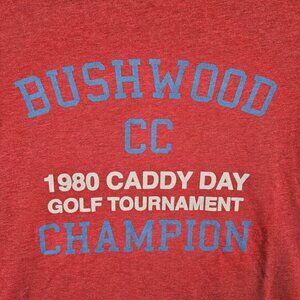 BUSHWOOD
CC
1980 CADDY DAY
GOLF TOURNAMENT
CHAMPION